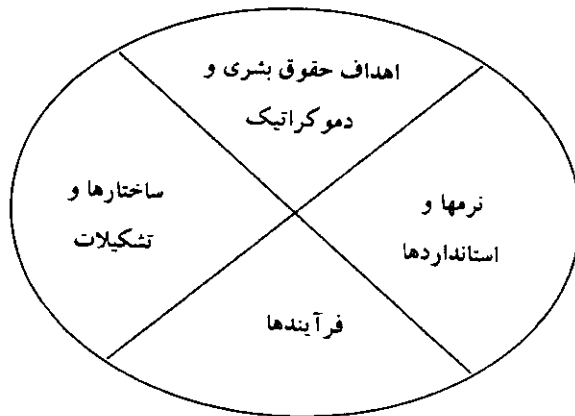 اهداف حقوق بشری و
دموکراتیک
نرمها و
استانداردها
ساختارها و
تشکیلات
فرآیندها